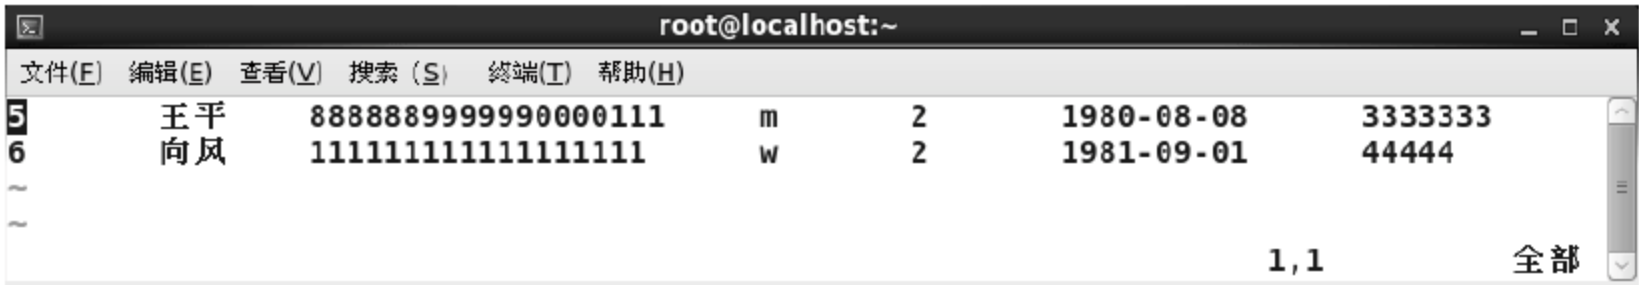 root@localhost:~
文件(F) 编辑(E) 查看(V) 搜索 (S) 终端(T) 帮助(H)
5 王平 8888889999990000111 m 2 1980-08-08 3333333
6 向风 111111111111111111 w 2 1981-09-01 44444
~
~
1,1 全部